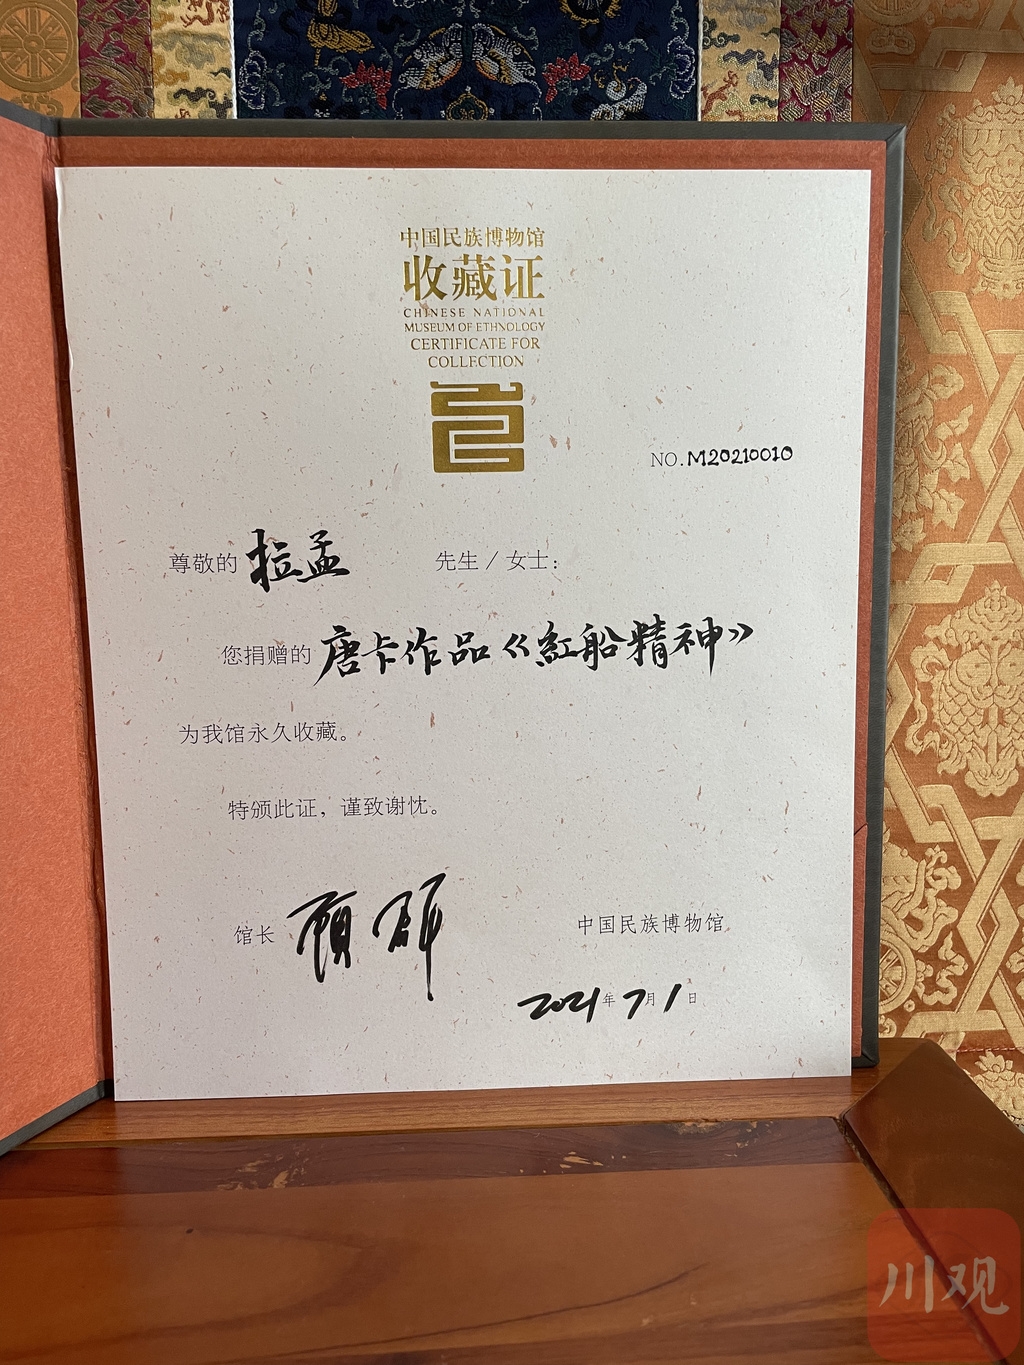 中国民族博物馆
收藏证
CHINESE NATIONAL
MUSEUM OF ETHNOLOGY
CERTIFICATE FOR
COLLECTION
NO.M20210010
尊敬的 拉孟 先生/女士：
您捐赠的 唐卡作品《紅船精神》
为我馆永久收藏。
特颁此证，谨致谢忱。
馆长 顾群 中国民族博物馆
2021年7月1日
川观